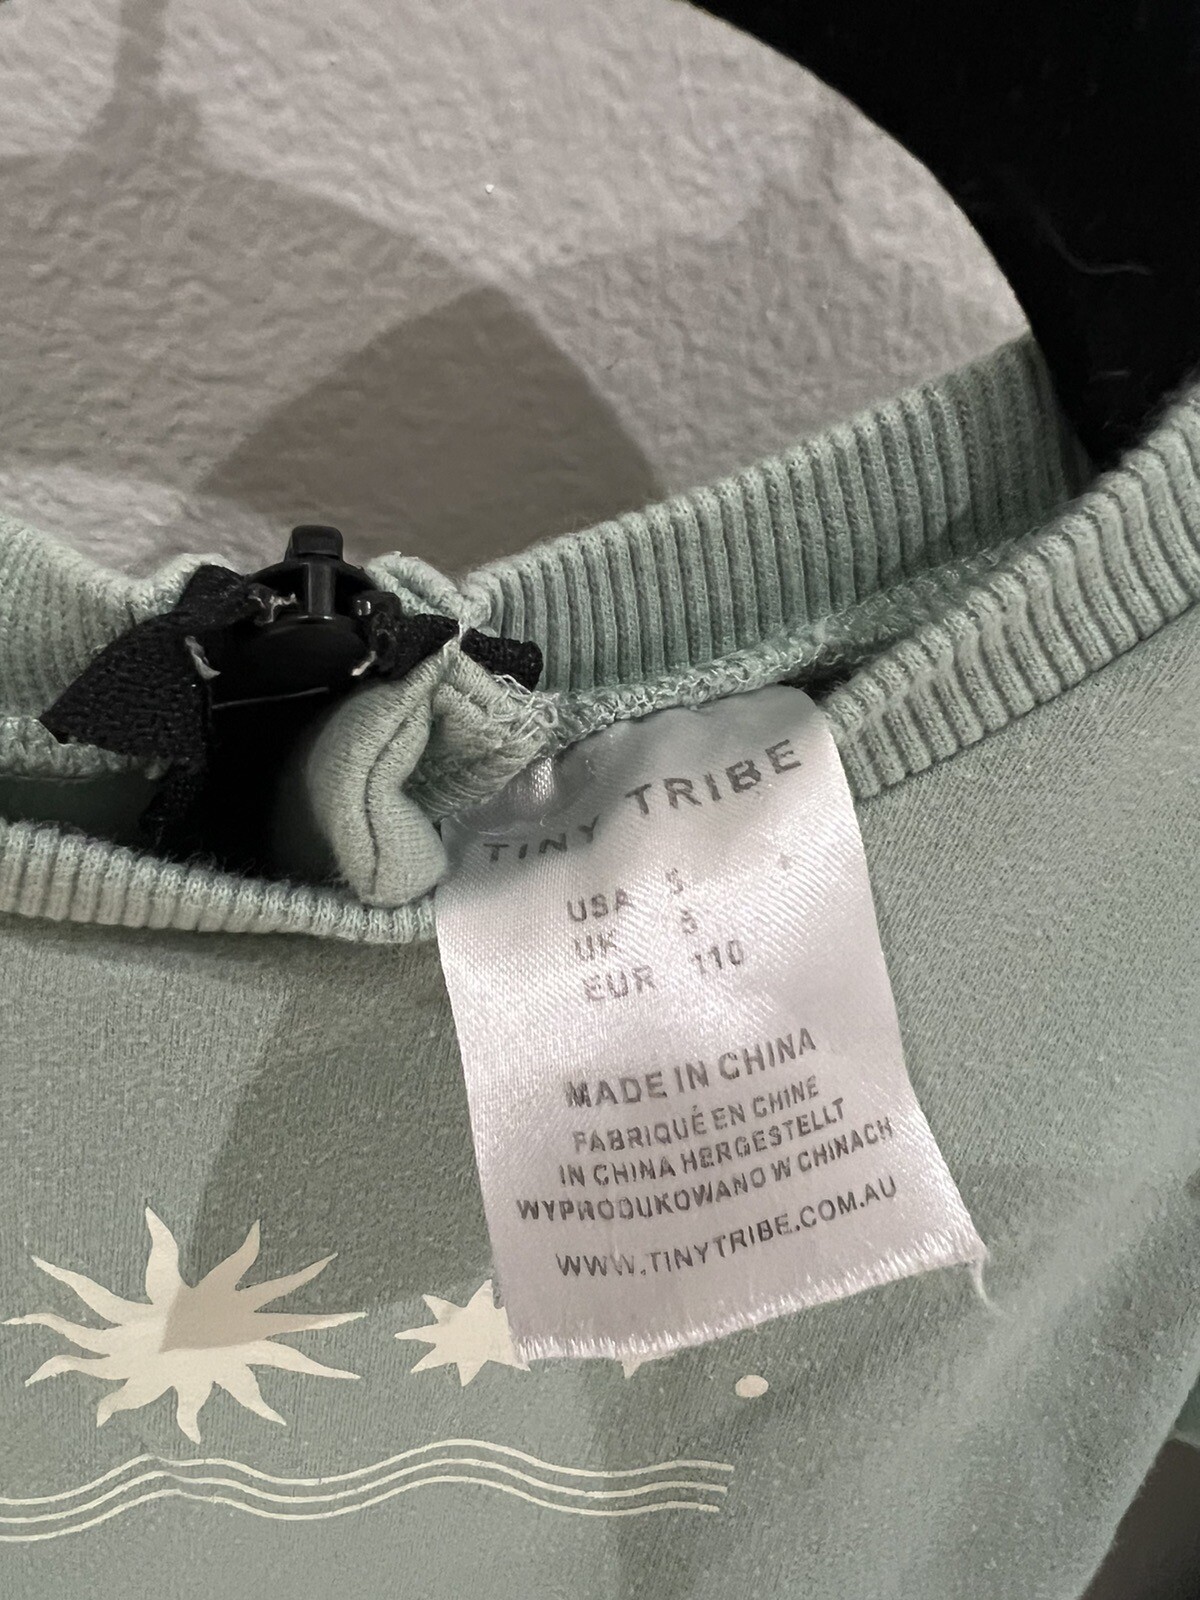 TINY TRIBE
USA 5
UK 5
EUR 110
MADE IN CHINA
FABRIQUÉ EN CHINE
IN CHINA HERGESTELLT
WYPRODUKOWANO W CHINACH
WWW.TINYTRIBE.COM.AU